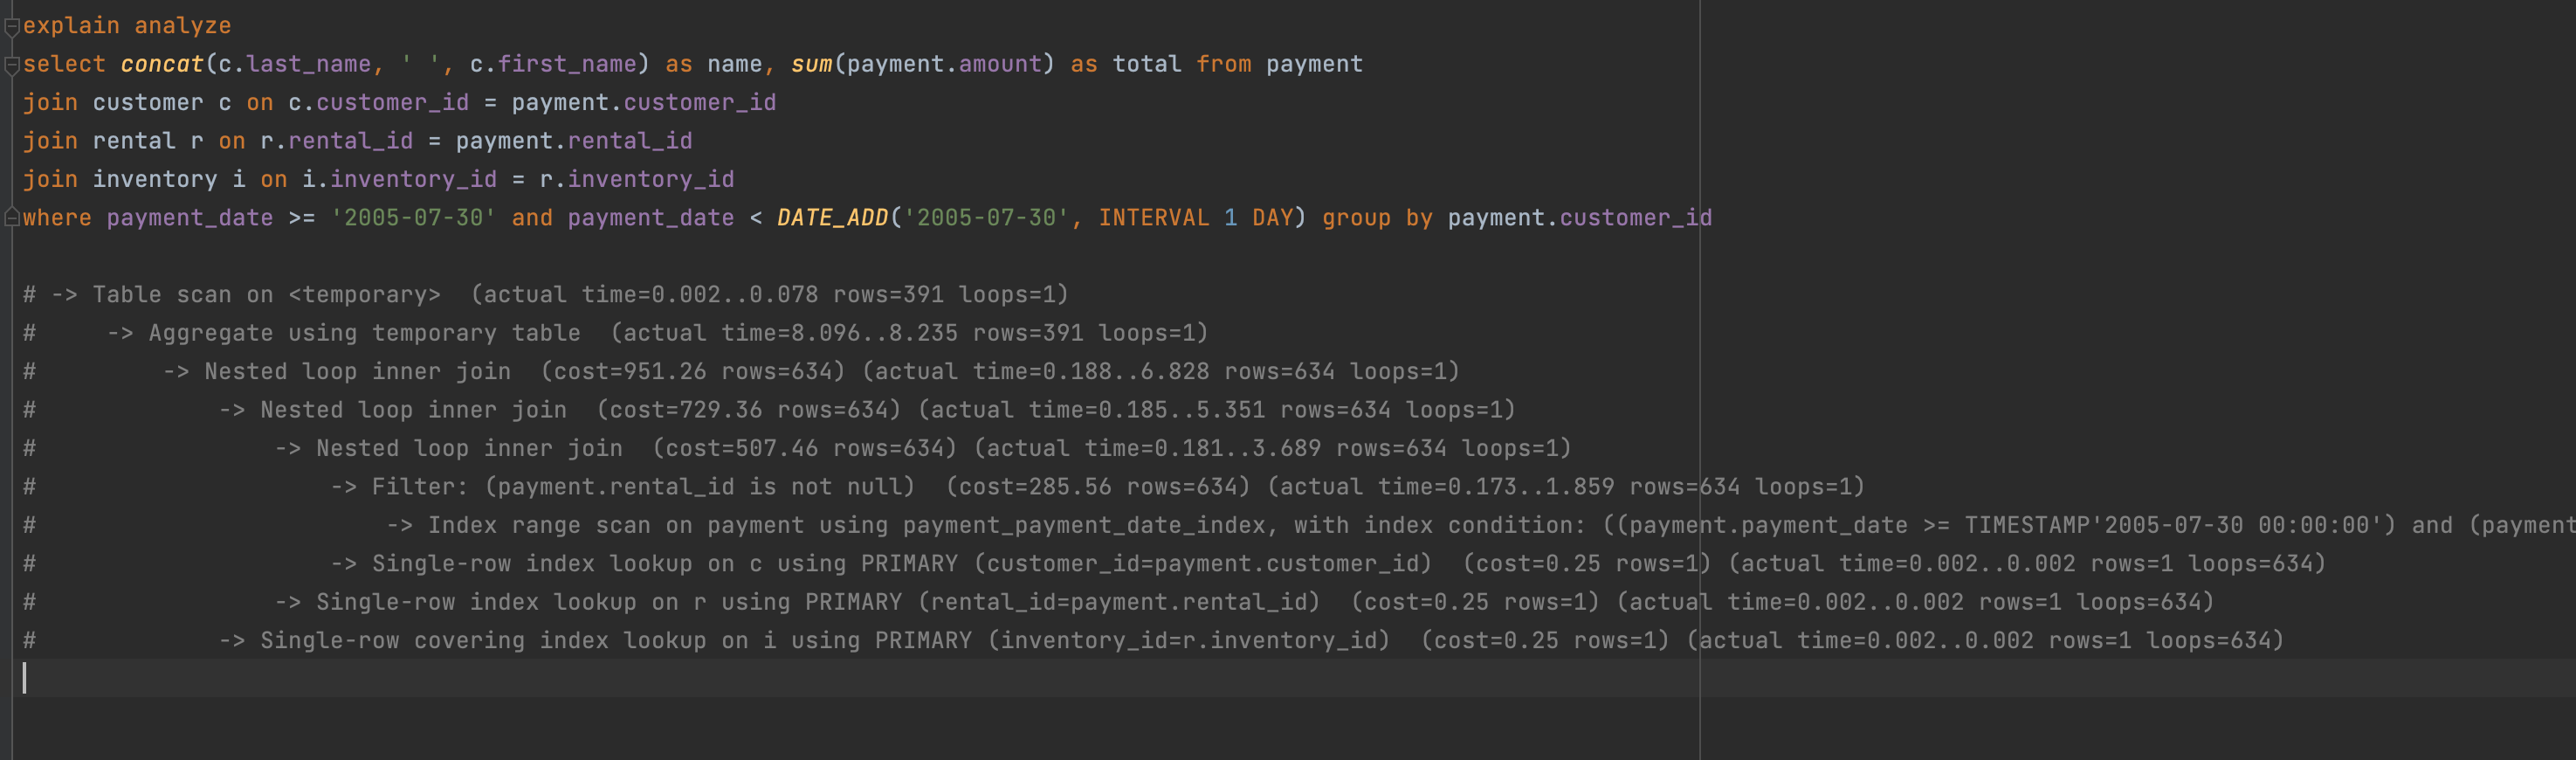 explain analyze
select concat(c.last_name, ' ', c.first_name) as name, sum(payment.amount) as total from payment
join customer c on c.customer_id = payment.customer_id
join rental r on r.rental_id = payment.rental_id
join inventory i on i.inventory_id = r.inventory_id
where payment_date >= '2005-07-30' and payment_date < DATE_ADD('2005-07-30', INTERVAL 1 DAY) group by payment.customer_id
# -> Table scan on <temporary>  (actual time=0.002..0.078 rows=391 loops=1)
#     -> Aggregate using temporary table  (actual time=8.096..8.235 rows=391 loops=1)
#         -> Nested loop inner join  (cost=951.26 rows=634) (actual time=0.188..6.828 rows=634 loops=1)
#             -> Nested loop inner join  (cost=729.36 rows=634) (actual time=0.185..5.351 rows=634 loops=1)
#                 -> Nested loop inner join  (cost=507.46 rows=634) (actual time=0.181..3.689 rows=634 loops=1)
#                     -> Filter: (payment.rental_id is not null)  (cost=285.56 rows=634) (actual time=0.173..1.859 rows=634 loops=1)
#                         -> Index range scan on payment using payment_payment_date_index, with index condition: ((payment.payment_date >= TIMESTAMP'2005-07-30 00:00:00') and (payment
#                     -> Single-row index lookup on c using PRIMARY (customer_id=payment.customer_id)  (cost=0.25 rows=1) (actual time=0.002..0.002 rows=1 loops=634)
#                 -> Single-row index lookup on r using PRIMARY (rental_id=payment.rental_id)  (cost=0.25 rows=1) (actual time=0.002..0.002 rows=1 loops=634)
#             -> Single-row covering index lookup on i using PRIMARY (inventory_id=r.inventory_id)  (cost=0.25 rows=1) (actual time=0.002..0.002 rows=1 loops=634)